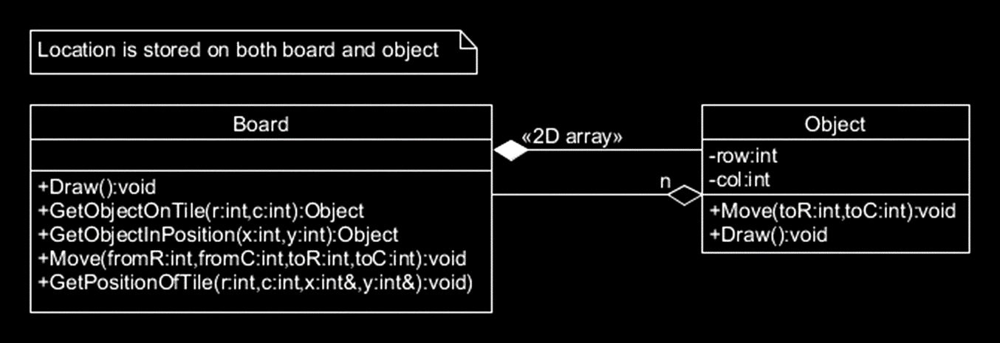 Location is stored on both board and object
Board
+Draw():void
+GetObjectOnTile(r:int,c:int):Object
+GetObjectInPosition(x:int,y:int):Object
+Move(fromR:int,fromC:int,toR:int,toC:int):void
+GetPositionOfTile(r:int,c:int,x:int&,y:int&):void)
«2D array»
n
Object
-row:int
-col:int
+Move(toR:int,toC:int):void
+Draw():void